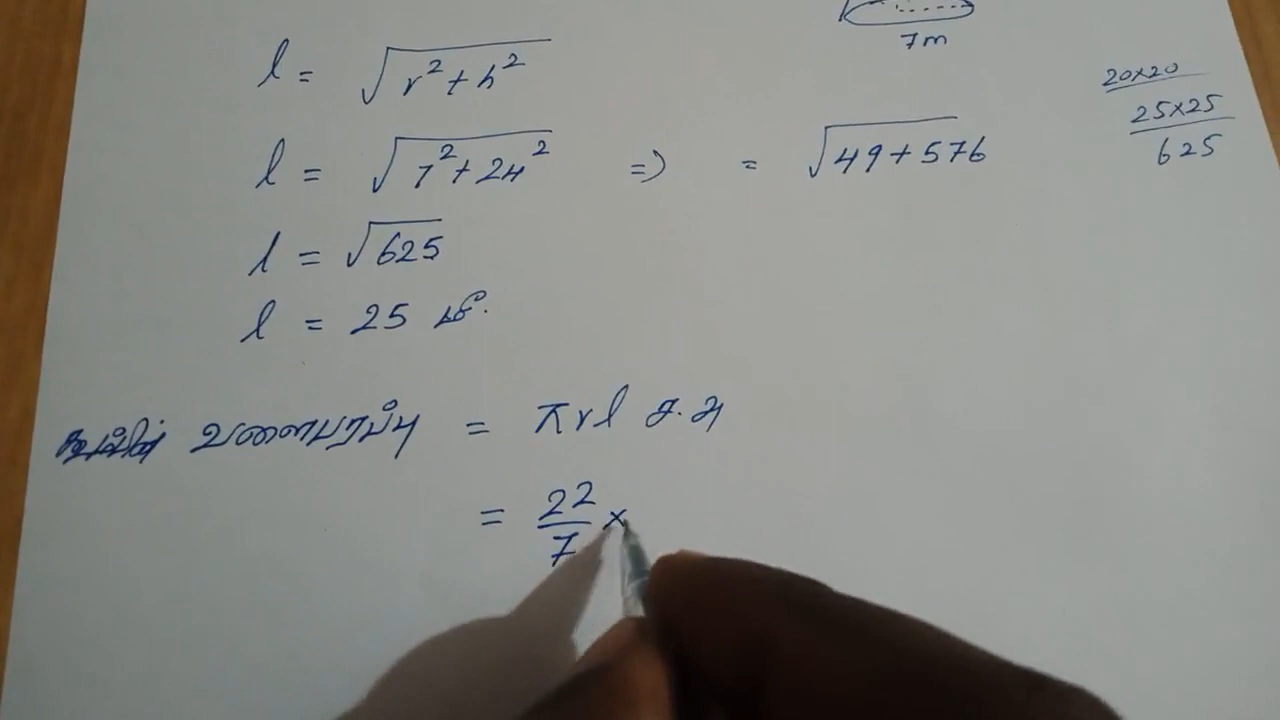 7m
20×20
25×25
625
l = √r²+h²
l = √7²+24² => = √49+576
l = √625
l = 25 மீ.
வளைபரப்பு = πrl ச.அ
= 22/7 ×